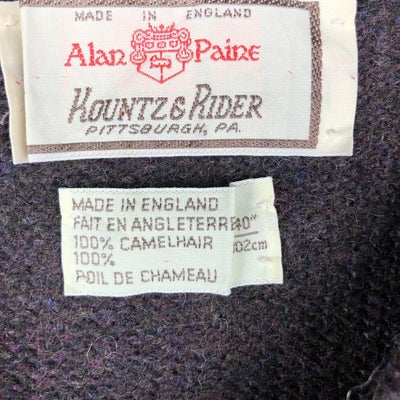 MADE IN ENGLAND
Alan Paine
KOUNTZ & RIDER
PITTSBURGH, PA.
MADE IN ENGLAND
FAIT EN ANGLETERRE 40"
100% CAMELHAIR 102cm
100%
POIL DE CHAMEAU